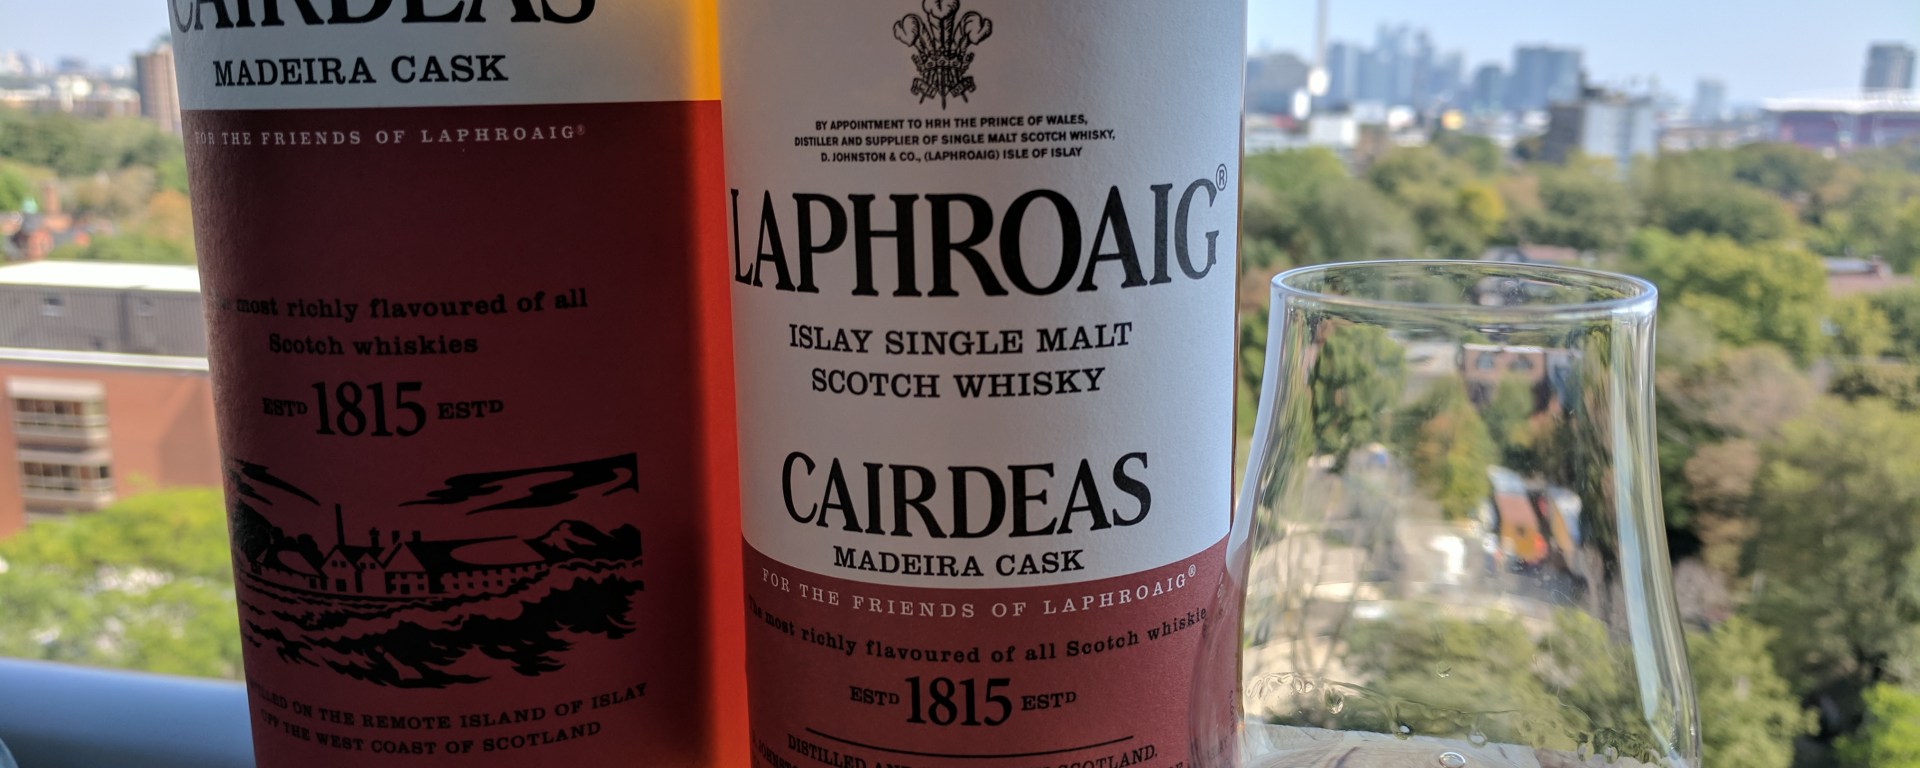 CAIRDEAS
MADEIRA CASK
FOR THE FRIENDS OF LAPHROAIG®
most richly flavoured of all
Scotch whiskies
ESTD 1815 ESTD
ON THE REMOTE ISLAND OF ISLAY
OFF THE WEST COAST OF SCOTLAND
BY APPOINTMENT TO HRH THE PRINCE OF WALES,
DISTILLER AND SUPPLIER OF SINGLE MALT SCOTCH WHISKY,
D. JOHNSTON & CO., (LAPHROAIG) ISLE OF ISLAY
LAPHROAIG®
ISLAY SINGLE MALT
SCOTCH WHISKY
CAIRDEAS
MADEIRA CASK
FOR THE FRIENDS OF LAPHROAIG®
The most richly flavoured of all Scotch whiskie
ESTD 1815 ESTD
DISTILLED SCOTLAND.